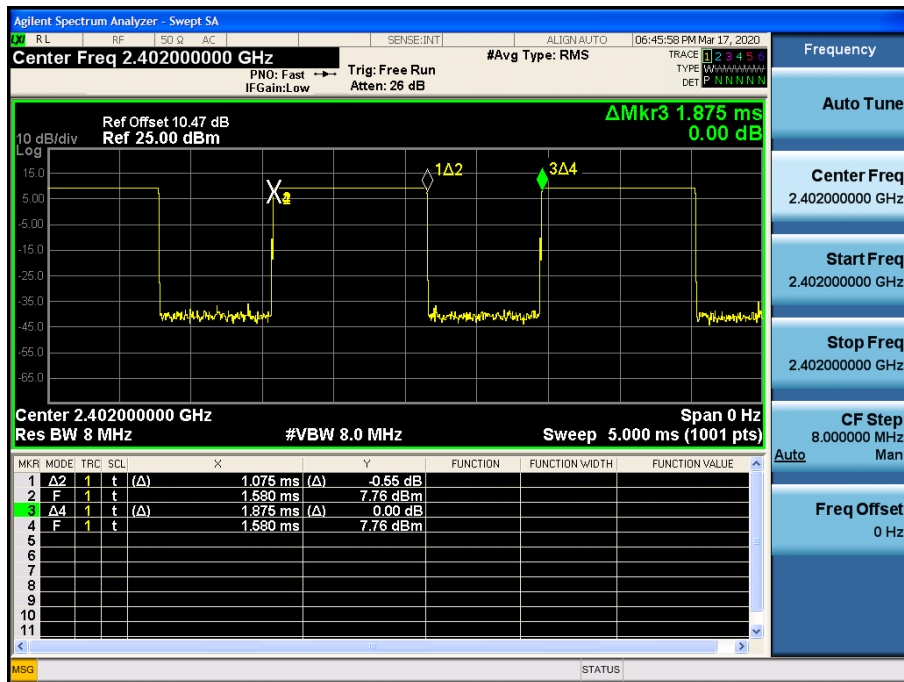 Agilent Spectrum Analyzer - Swept SA
LXI RL RF 50 Ω AC SENSE:INT ALIGN AUTO 06:45:58 PM Mar 17, 2020
Center Freq 2.402000000 GHz #Avg Type: RMS TRACE 1 2 3 4 5 6
PNO: Fast Trig: Free Run TYPE WWWWWW
IFGain:Low Atten: 26 dB DET P N N N N N
Frequency
Auto Tune
Center Freq
2.402000000 GHz
Start Freq
2.402000000 GHz
Stop Freq
2.402000000 GHz
CF Step
8.000000 MHz
Auto Man
Freq Offset
0 Hz
ΔMkr3 1.875 ms
0.00 dB
Ref Offset 10.47 dB
10 dB/div Ref 25.00 dBm
Log
15.0
5.00
-5.00
-15.0
-25.0
-35.0
-45.0
-55.0
-65.0
1Δ2
3Δ4
Center 2.402000000 GHz Span 0 Hz
Res BW 8 MHz #VBW 8.0 MHz Sweep 5.000 ms (1001 pts)
MKR MODE TRC SCL X Y FUNCTION FUNCTION WIDTH FUNCTION VALUE
1 Δ2 1 t (Δ) 1.075 ms (Δ) -0.55 dB
2 F 1 t 1.580 ms 7.76 dBm
3 Δ4 1 t (Δ) 1.875 ms (Δ) 0.00 dB
4 F 1 t 1.580 ms 7.76 dBm
5
6
7
8
9
10
11
MSG STATUS